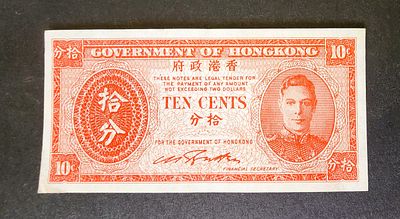 分拾 GOVERNMENT OF HONGKONG 10¢
府政港香
THESE NOTES ARE LEGAL TENDER FOR
THE PAYMENT OF ANY AMOUNT
NOT EXCEEDING TWO DOLLARS
TEN CENTS
拾分
分拾
FOR THE GOVERNMENT OF HONGKONG
FINANCIAL SECRETARY
10¢ 分拾